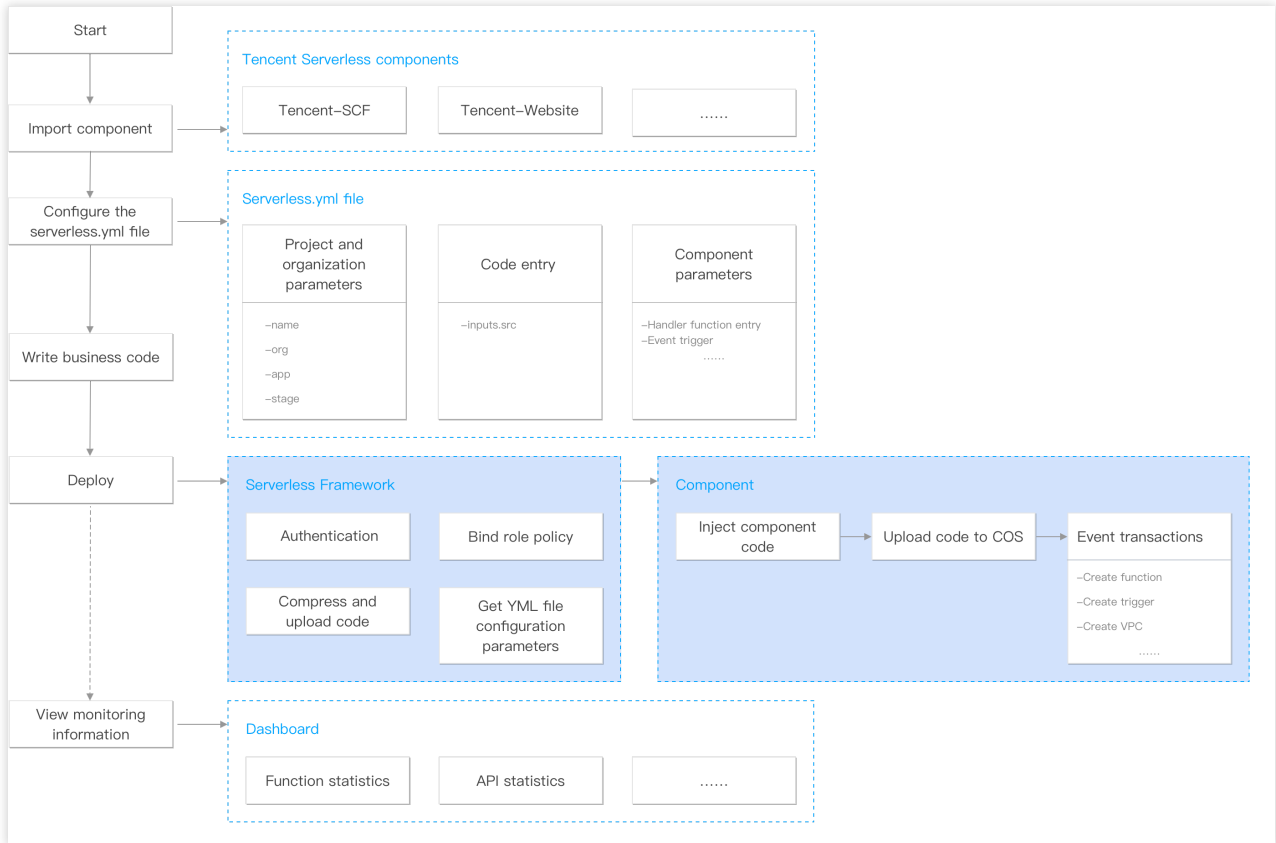 Start
Tencent Serverless components
Tencent-SCF
Tencent-Website
......
Import component
Configure the
serverless.yml file
Serverless.yml file
Project and
organization
parameters
-name
-org
-app
-stage
Code entry
-inputs.src
Component
parameters
-Handler function entry
-Event trigger
......
Write business code
Deploy
Serverless Framework
Authentication
Bind role policy
Compress and
upload code
Get YML file
configuration
parameters
Component
Inject component
code
Upload code to COS
Event transactions
-Create function
-Create trigger
-Create VPC
......
View monitoring
information
Dashboard
Function statistics
API statistics
......